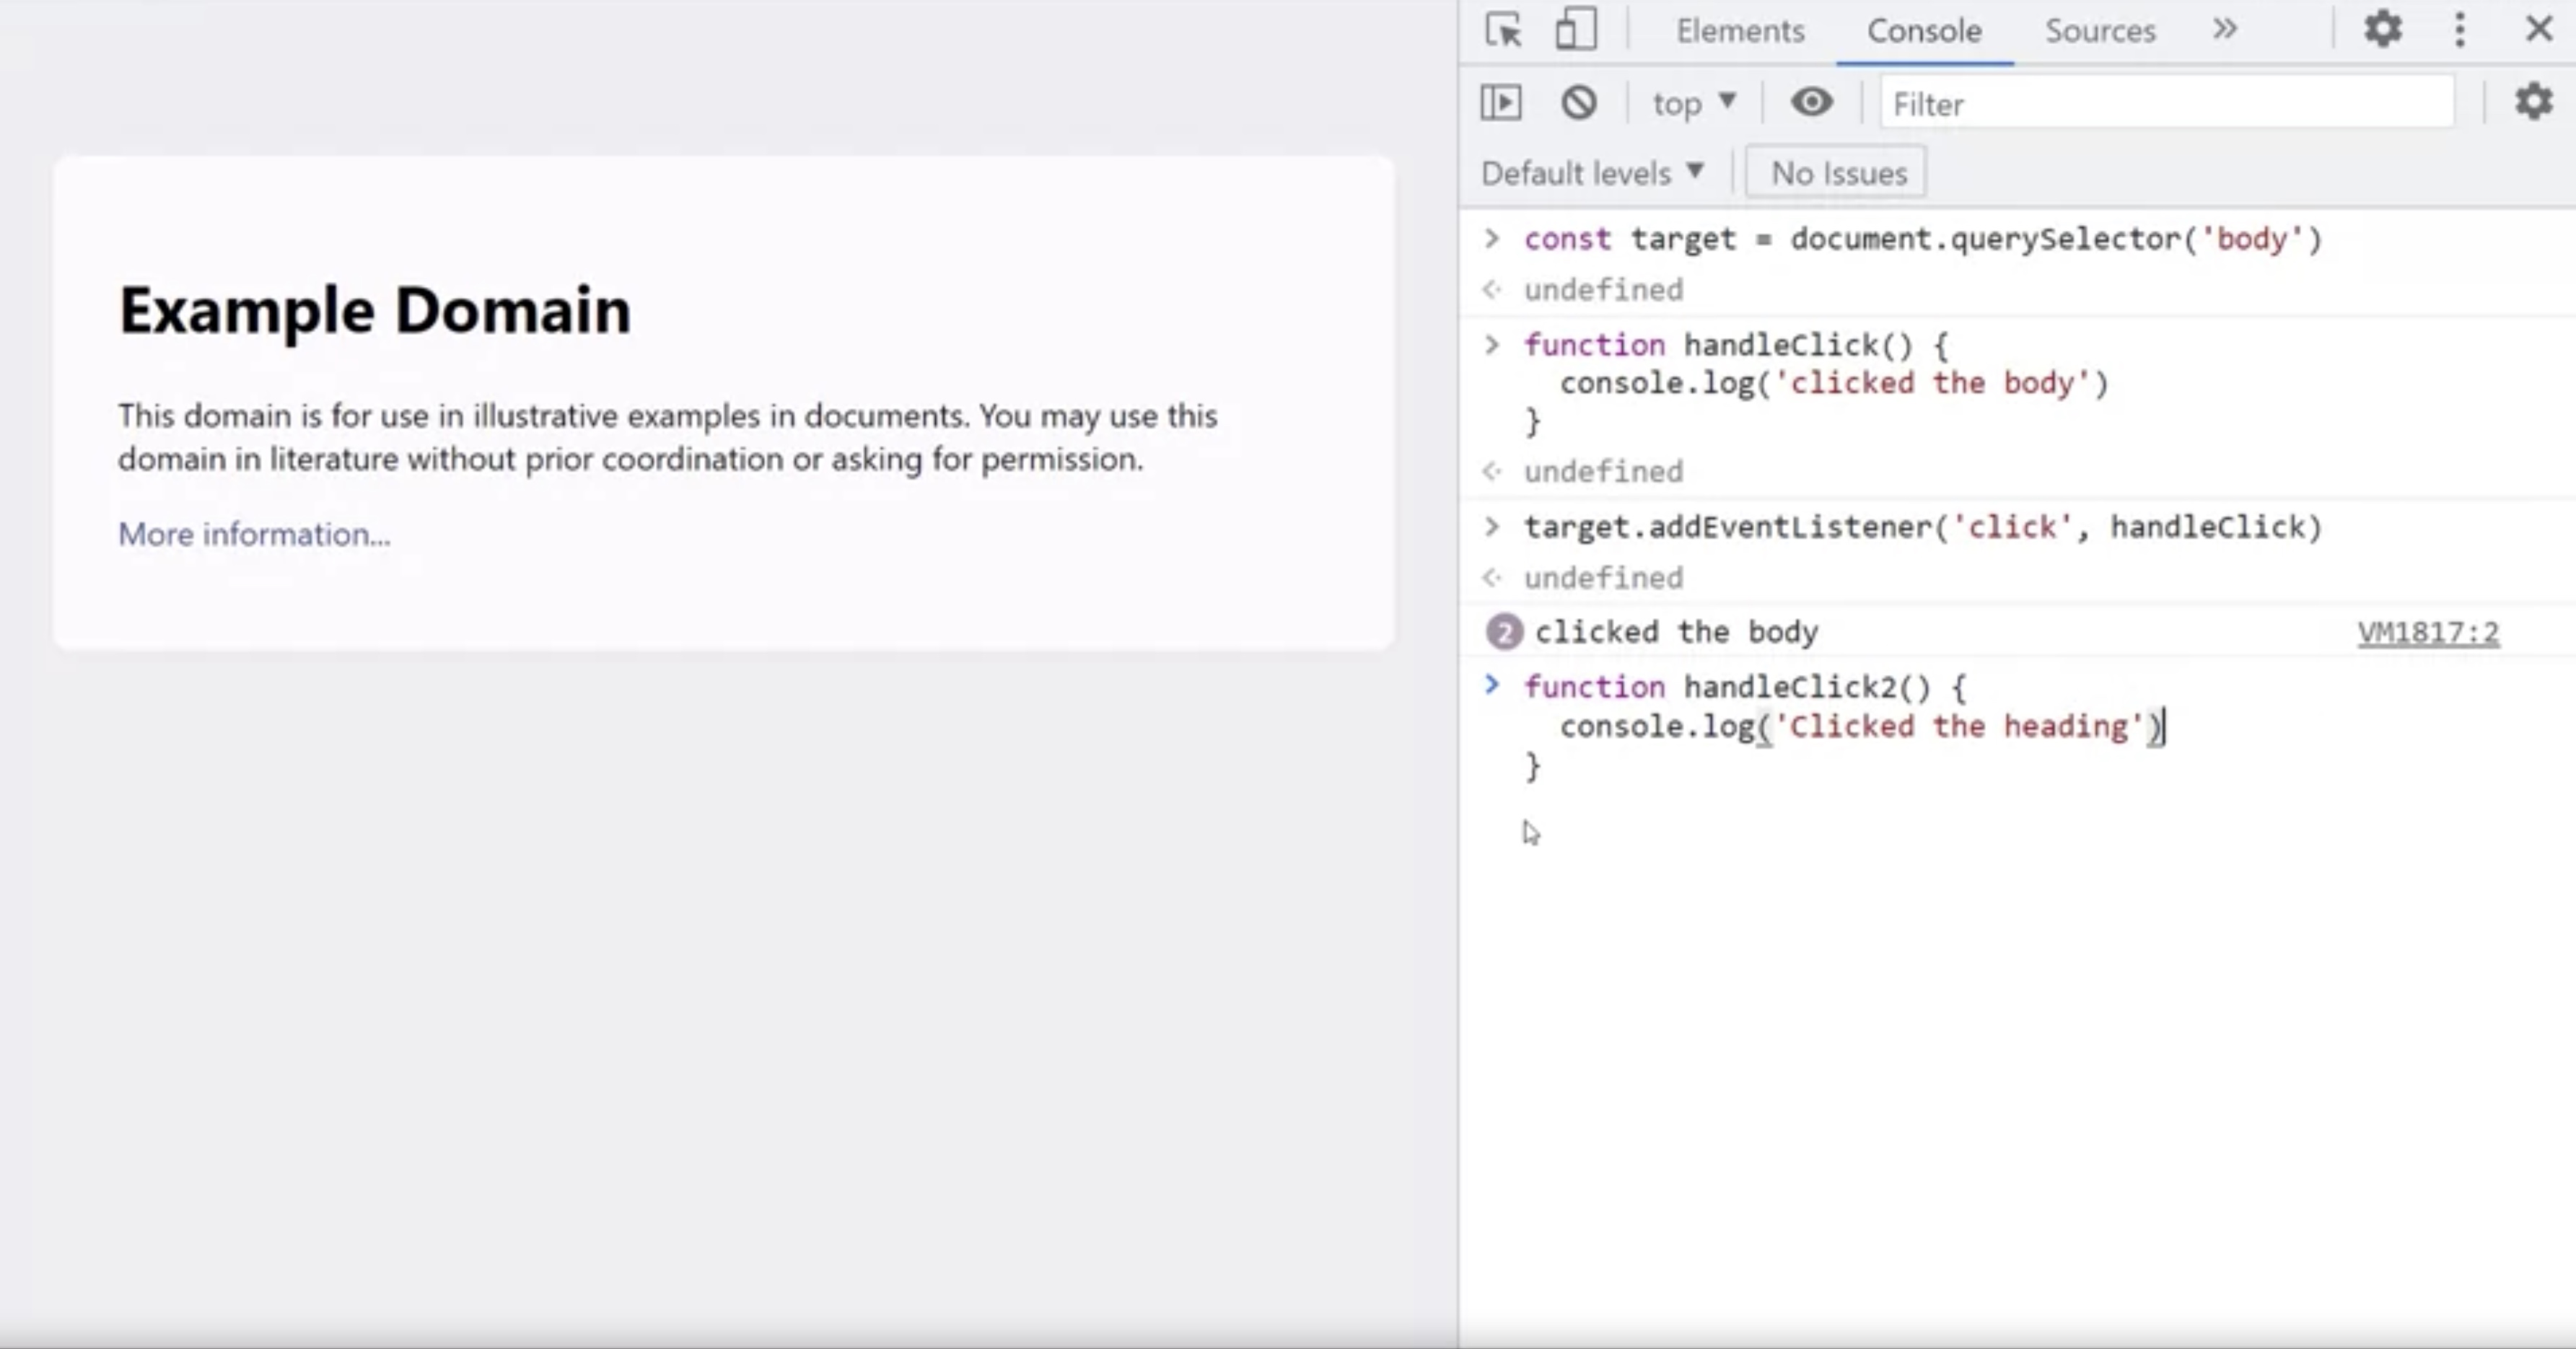 Example Domain
This domain is for use in illustrative examples in documents. You may use this
domain in literature without prior coordination or asking for permission.
More information...
Elements Console Sources »
top ▼ Filter
Default levels ▼ No Issues
> const target = document.querySelector('body')
<· undefined
> function handleClick() {
console.log('clicked the body')
}
<· undefined
> target.addEventListener('click', handleClick)
<· undefined
2 clicked the body VM1817:2
> function handleClick2() {
console.log('Clicked the heading')
}